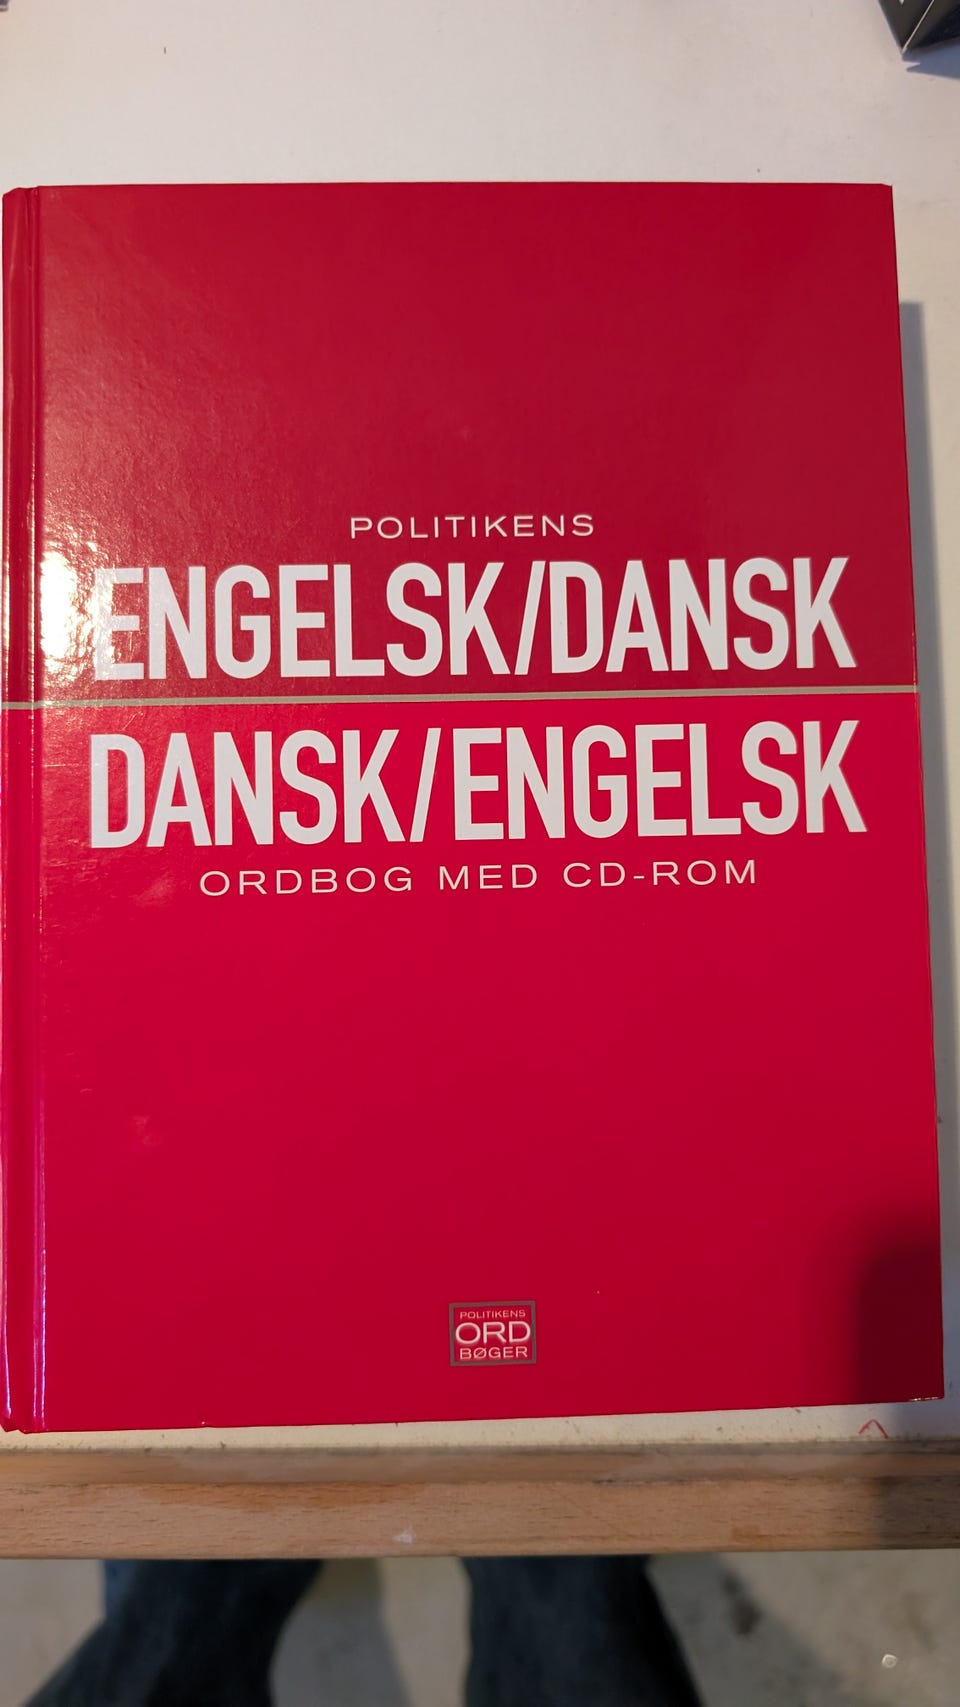 POLITIKENS
ENGELSK/DANSK
DANSK/ENGELSK
ORDBOG MED CD-ROM
POLITIKENS
ORD
BØGER